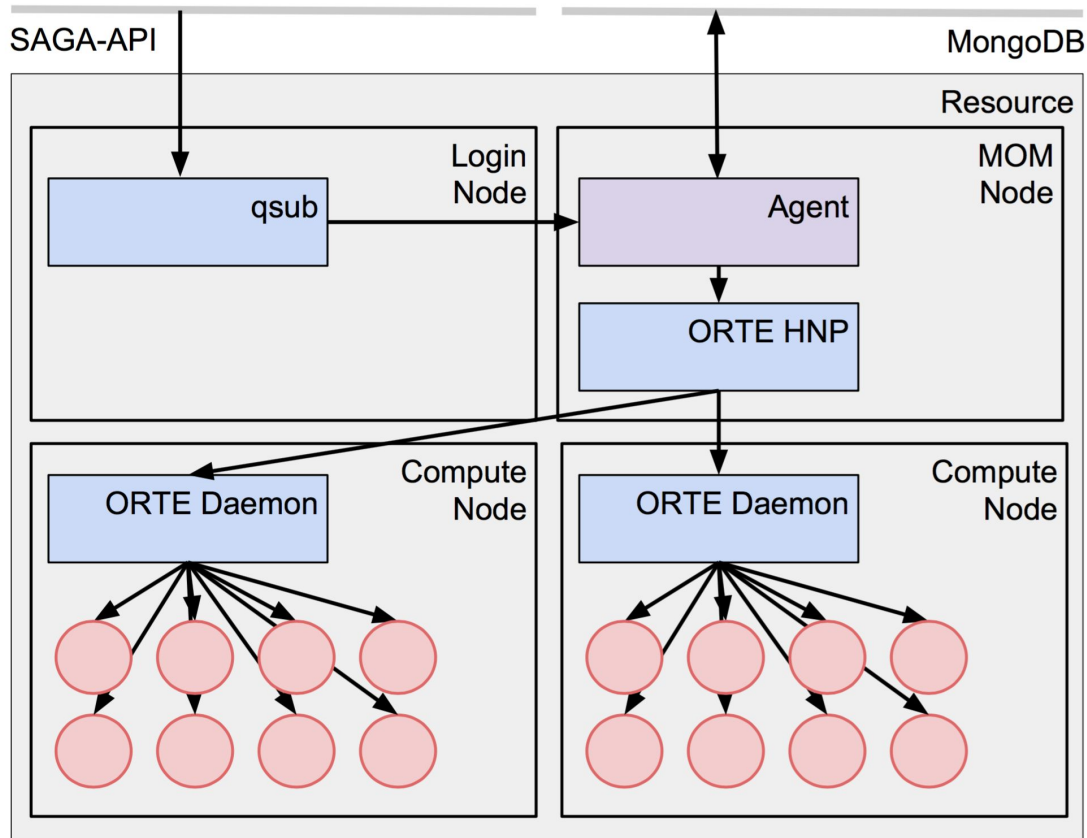 SAGA-API
MongoDB
Resource
Login
Node
MOM
Node
qsub
Agent
ORTE HNP
Compute
Node
ORTE Daemon
Compute
Node
ORTE Daemon